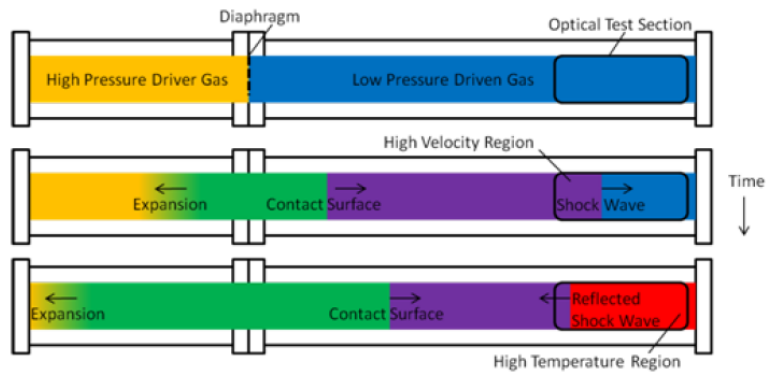 Diaphragm
Optical Test Section
High Pressure Driver Gas
Low Pressure Driven Gas
High Velocity Region
Time
Expansion
Contact Surface
Shock Wave
Expansion
Contact Surface
Reflected
Shock Wave
High Temperature Region